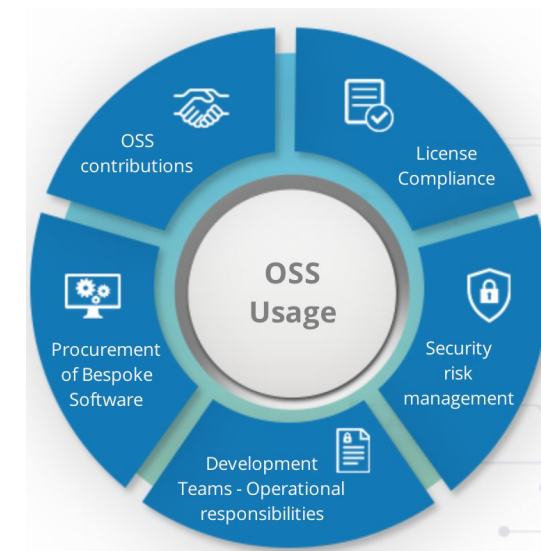 OSS
contributions
License
Compliance
OSS
Usage
Procurement
of Bespoke
Software
Security
risk
management
Development
Teams - Operational
responsibilities